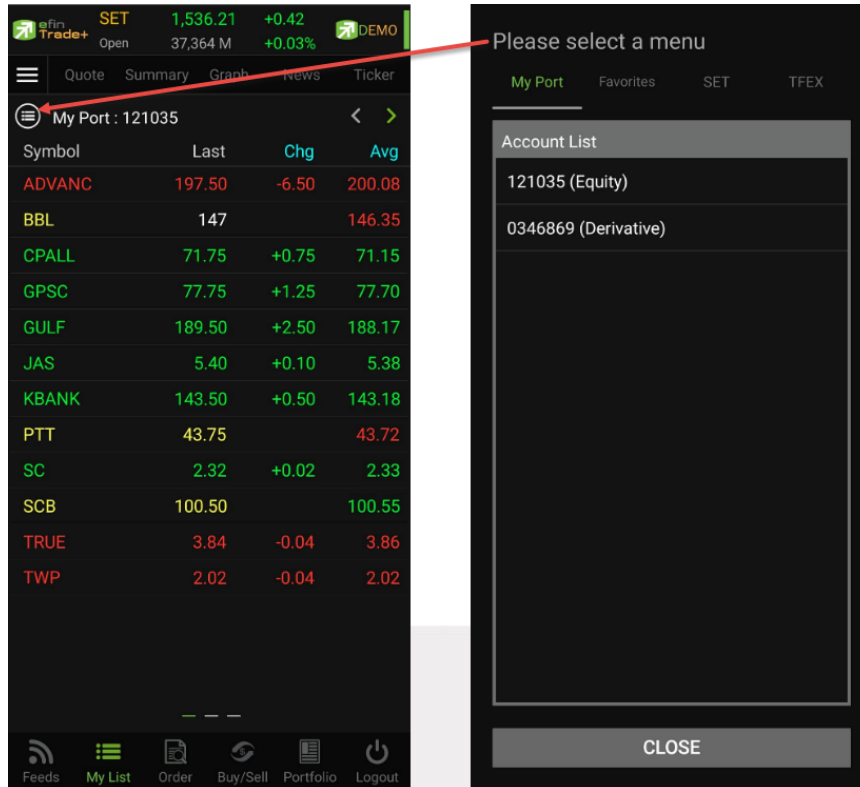 efin Trade+ SET 1,536.21 +0.42 DEMO
Open 37,364 M +0.03%
Quote Summary Graph News Ticker
My Port : 121035
Symbol Last Chg Avg
ADVANC 197.50 -6.50 200.08
BBL 147 146.35
CPALL 71.75 +0.75 71.15
GPSC 77.75 +1.25 77.70
GULF 189.50 +2.50 188.17
JAS 5.40 +0.10 5.38
KBANK 143.50 +0.50 143.18
PTT 43.75 43.72
SC 2.32 +0.02 2.33
SCB 100.50 100.55
TRUE 3.84 -0.04 3.86
TWP 2.02 -0.04 2.02
Feeds My List Order Buy/Sell Portfolio Logout
Please select a menu
My Port Favorites SET TFEX
Account List
121035 (Equity)
0346869 (Derivative)
CLOSE